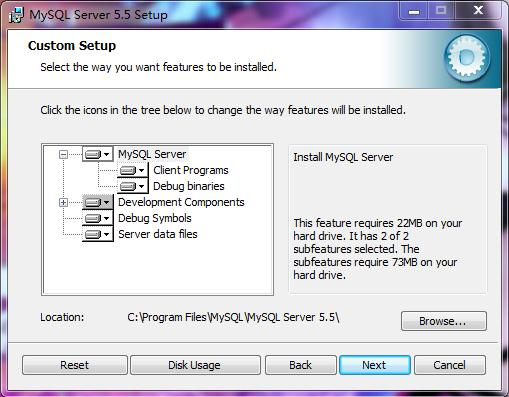 MySQL Server 5.5 Setup
Custom Setup
Select the way you want features to be installed.
Click the icons in the tree below to change the way features will be installed.
MySQL Server
Client Programs
Debug binaries
Development Components
Debug Symbols
Server data files
Install MySQL Server
This feature requires 22MB on your
hard drive. It has 2 of 2
subfeatures selected. The
subfeatures require 73MB on your
hard drive.
Location: C:\Program Files\MySQL\MySQL Server 5.5\
Browse...
Reset Disk Usage Back Next Cancel